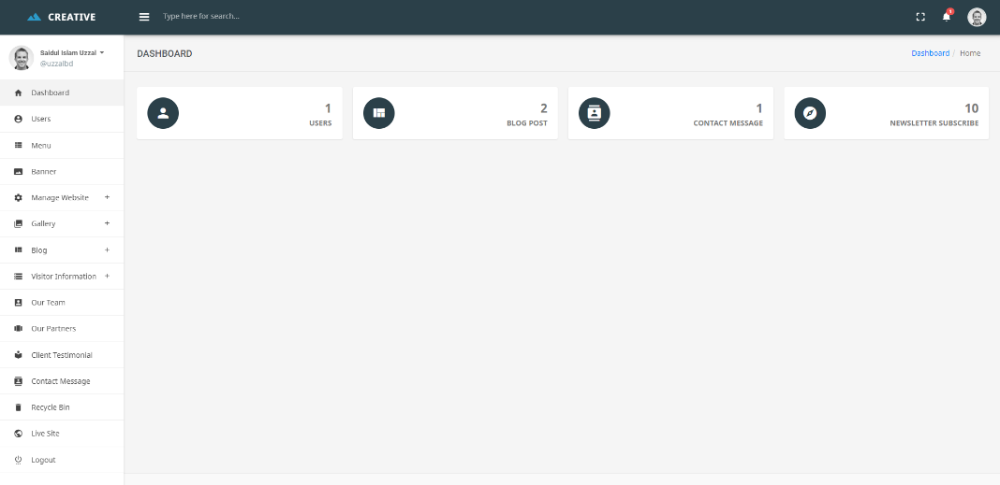 CREATIVE
Type here for search...
1
Saidul Islam Uzzal
@uzzalbd
Dashboard
Users
Menu
Banner
Manage Website +
Gallery +
Blog +
Visitor Information +
Our Team
Our Partners
Client Testimonial
Contact Message
Recycle Bin
Live Site
Logout
DASHBOARD
Dashboard / Home
1
USERS
2
BLOG POST
1
CONTACT MESSAGE
10
NEWSLETTER SUBSCRIBE